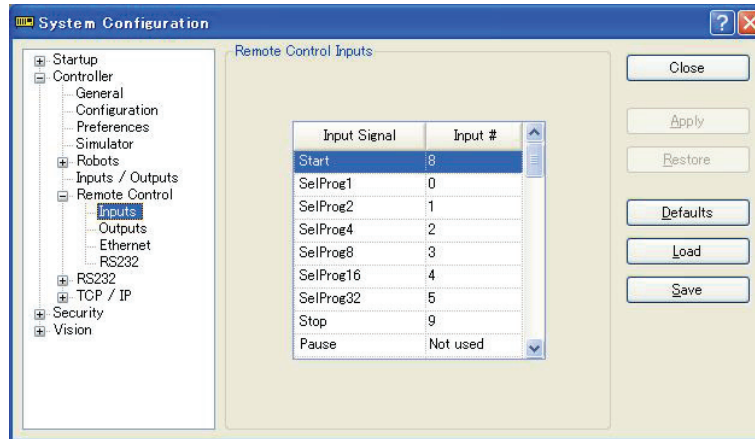 System Configuration
Startup
Controller
General
Configuration
Preferences
Simulator
Robots
Inputs / Outputs
Remote Control
Inputs
Outputs
Ethernet
RS232
RS232
TCP / IP
Security
Vision
Remote Control Inputs
Input Signal Input #
Start 8
SelProg1 0
SelProg2 1
SelProg4 2
SelProg8 3
SelProg16 4
SelProg32 5
Stop 9
Pause Not used
Close
Apply
Restore
Defaults
Load
Save